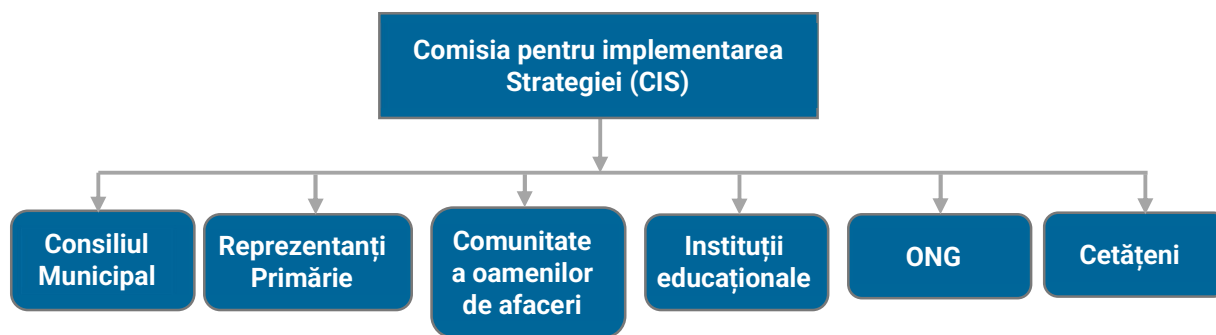 Comisia pentru implementarea
Strategiei (CIS)
Consiliul
Municipal
Reprezentanți
Primărie
Comunitate
a oamenilor
de afaceri
Instituții
educaționale
ONG
Cetățeni